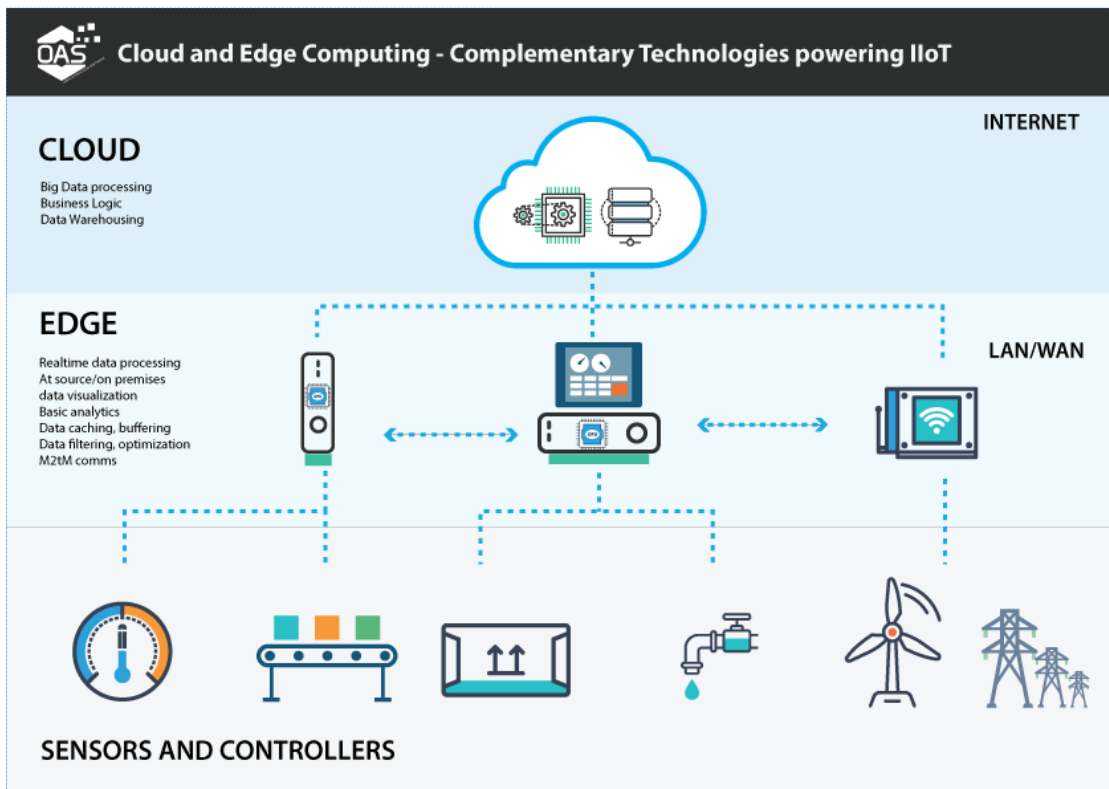 OAS
Cloud and Edge Computing - Complementary Technologies powering IIoT
INTERNET
CLOUD
Big Data processing
Business Logic
Data Warehousing
EDGE
LAN/WAN
Realtime data processing
At source/on premises
data visualization
Basic analytics
Data caching, buffering
Data filtering, optimization
M2tM comms
CPU
CPU
SENSORS AND CONTROLLERS